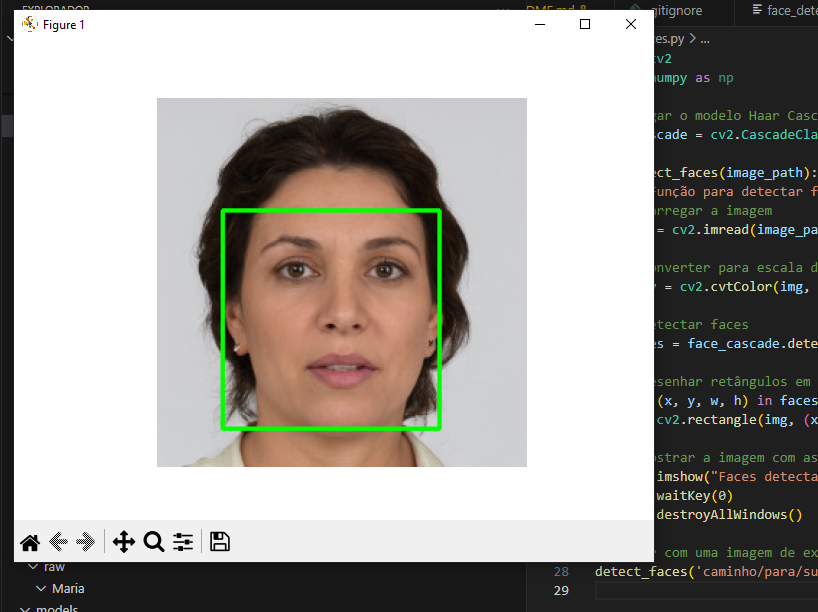 EXPLORADOR
Figure 1
DME.md 8
.gitignore
face_dete
es.py > ...
cv2
numpy as np
gar o modelo Haar Casc
scade = cv2.CascadeCla
ect_faces(image_path):
Função para detectar f
arregar a imagem
= cv2.imread(image_pa
onverter para escala d
y = cv2.cvtColor(img,
etectar faces
es = face_cascade.dete
esenhar retângulos em
(x, y, w, h) in faces
cv2.rectangle(img, (x
ostrar a imagem com as
imshow("Faces detecta
waitKey(0)
destroyAllWindows()
r com uma imagem de ex
28 detect_faces('caminho/para/su
29
raw
Maria
models